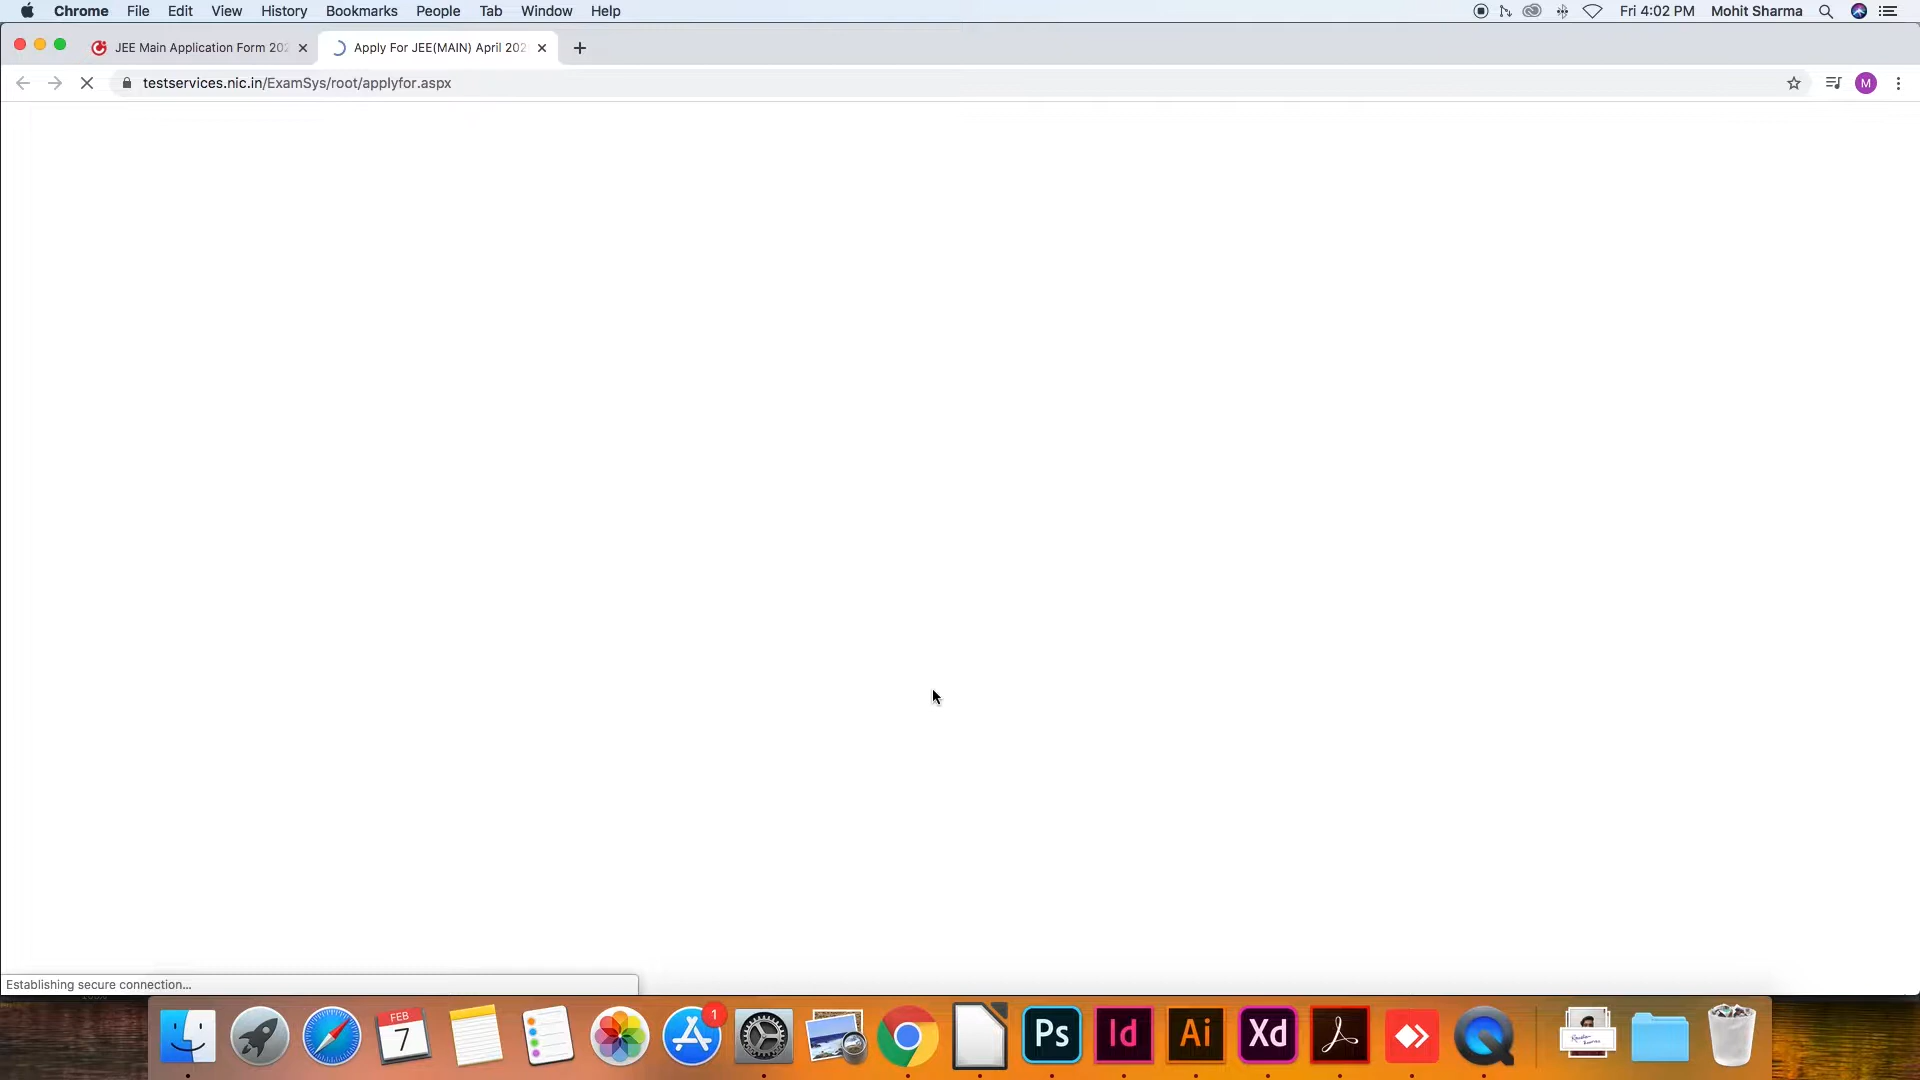 Chrome File Edit View History Bookmarks People Tab Window Help Fri 4:02 PM Mohit Sharma
JEE Main Application Form 202 Apply For JEE(MAIN) April 202
testservices.nic.in/ExamSys/root/applyfor.aspx M
Establishing secure connection...
FEB
7
1
Ps Id Ai Xd